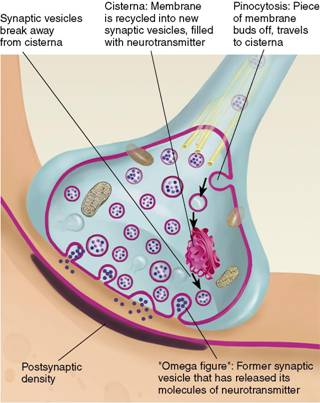 Synaptic vesicles
break away
from cisterna
Cisterna: Membrane
is recycled into new
synaptic vesicles, filled
with neurotransmitter
Pinocytosis: Piece
of membrane
buds off, travels
to cisterna
Postsynaptic
density
"Omega figure": Former synaptic
vesicle that has released its
molecules of neurotransmitter